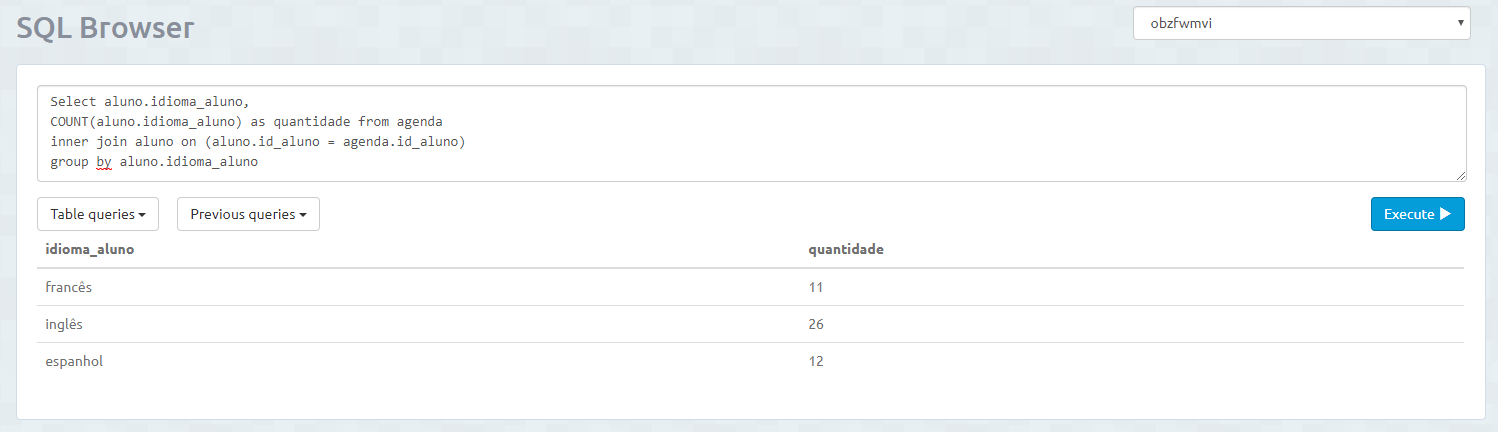 SQL Browser
obzfwmvi
Select aluno.idioma_aluno,
COUNT(aluno.idioma_aluno) as quantidade from agenda
inner join aluno on (aluno.id_aluno = agenda.id_aluno)
group by aluno.idioma_aluno
Table queries Previous queries Execute
idioma_aluno quantidade
francês 11
inglês 26
espanhol 12